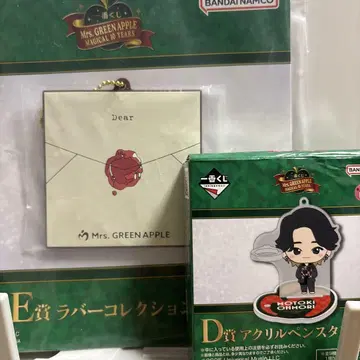 一番くじ
Mrs. GREEN APPLE
MAGICAL 10 YEARS
BANDAI NAMCO
Dear
Mrs. GREEN APPLE
E賞 ラバーコレクション
一番くじ
Mrs. GREEN APPLE
MOTOKI
OHMORI
D賞 アクリルペンスタ